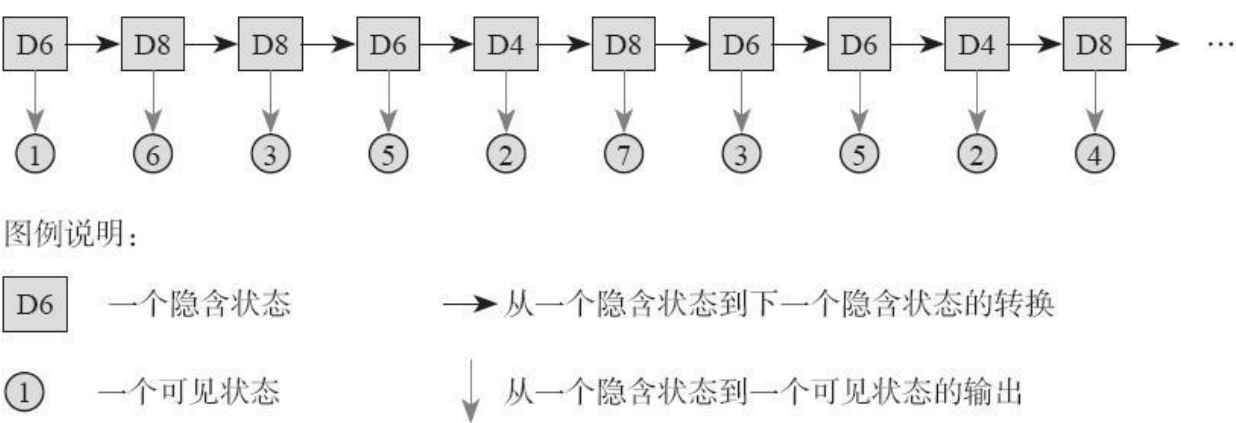 D6 D8 D8 D6 D4 D8 D6 D6 D4 D8 …
1 6 3 5 2 7 3 5 2 4
图例说明：
D6 一个隐含状态 从一个隐含状态到下一个隐含状态的转换
1 一个可见状态 从一个隐含状态到一个可见状态的输出